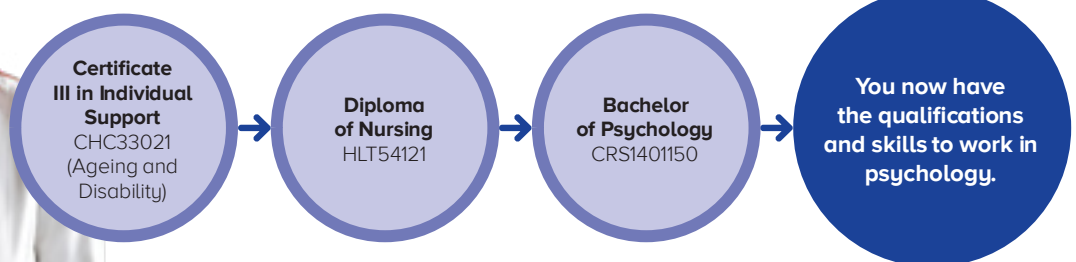 Certificate
III in Individual
Support
CHC33021
(Ageing and
Disability)
Diploma
of Nursing
HLT54121
Bachelor
of Psychology
CRS1401150
You now have
the qualifications
and skills to work in
psychology.